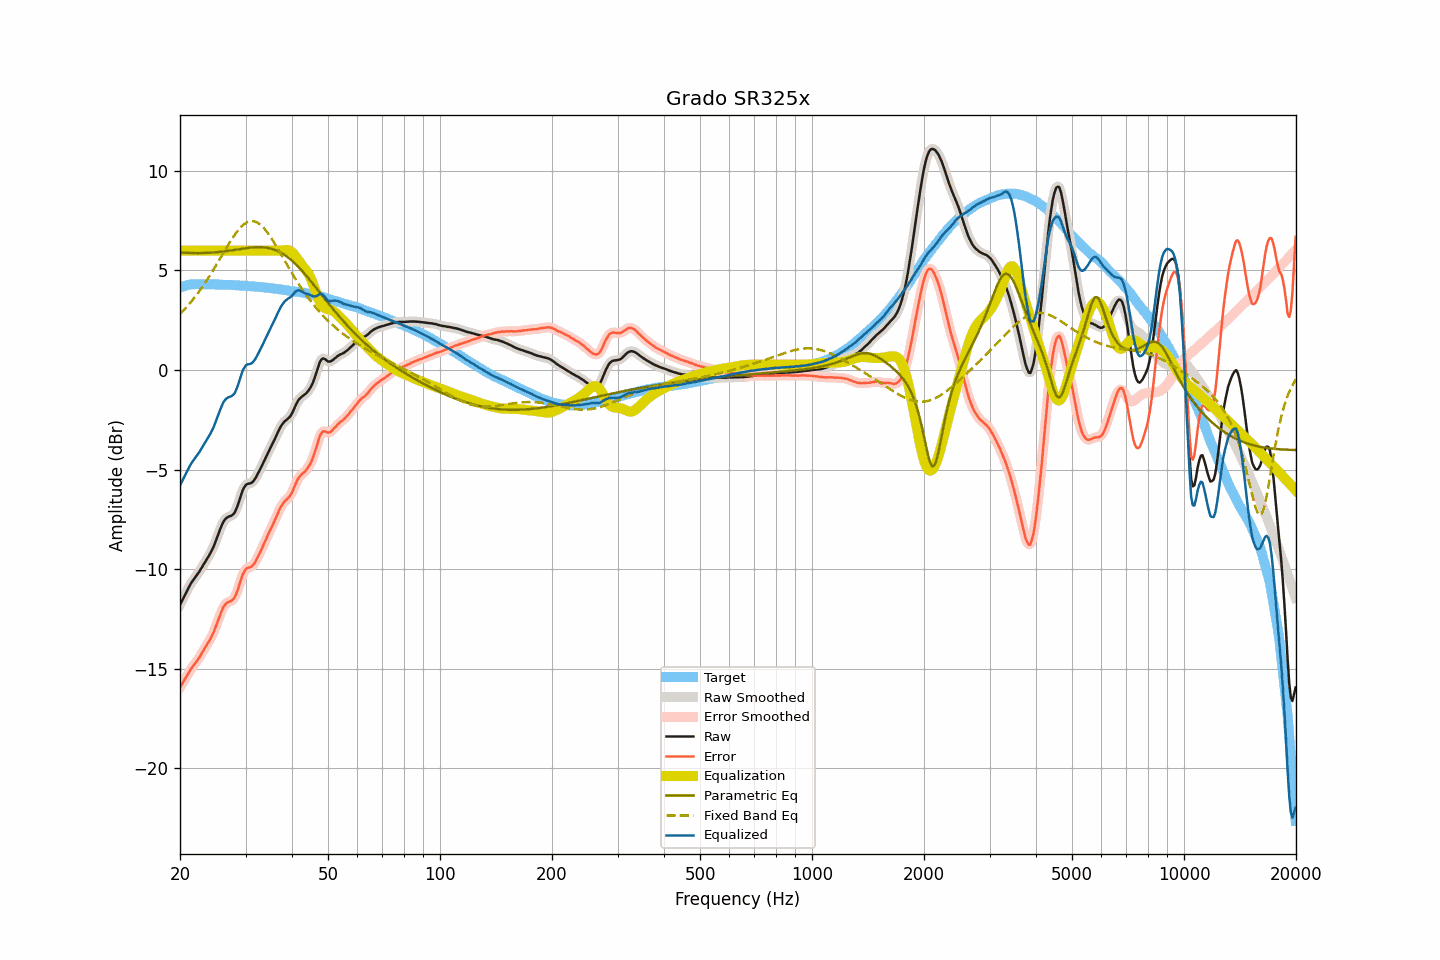 Grado SR325x
Amplitude (dBr)
10
5
0
−5
−10
−15
−20
Target
Raw Smoothed
Error Smoothed
Raw
Error
Equalization
Parametric Eq
Fixed Band Eq
Equalized
20 50 100 200 500 1000 2000 5000 10000 20000
Frequency (Hz)